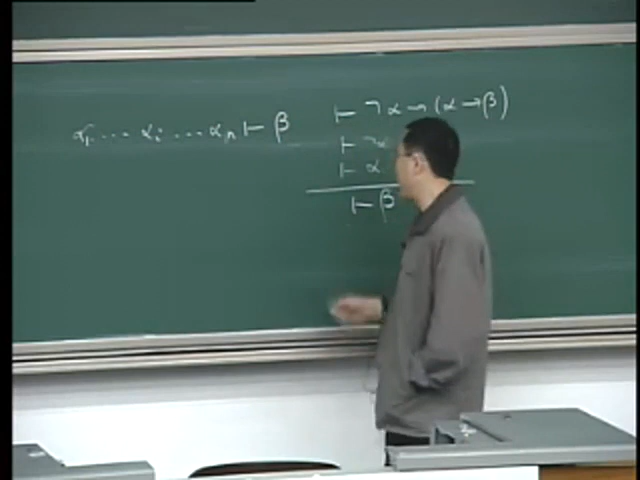 α₁ ... αᵢ ... αₙ ⊢ β
⊢ ¬α → (α → β)
⊢ ¬α
⊢ α
⊢ β